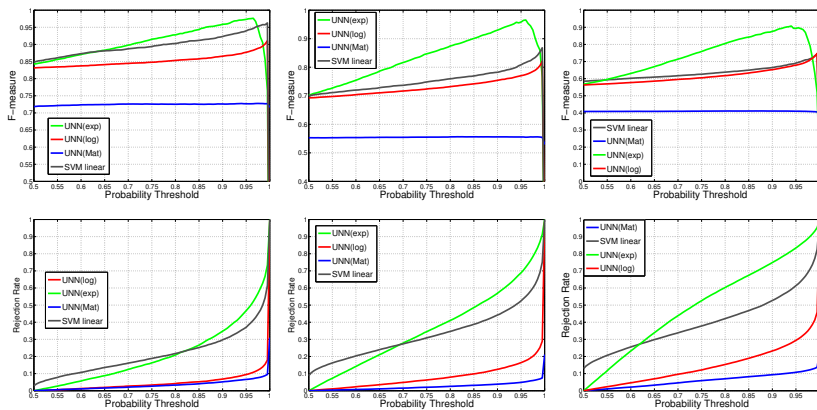 F-measure
1
0.95
0.9
0.85
0.8
0.75
0.7
0.65
0.6
0.55
0.5
UNN(exp)
UNN(log)
UNN(Mat)
SVM linear
0.5 0.55 0.6 0.65 0.7 0.75 0.8 0.85 0.9 0.95 1
Probability Threshold
F-measure
1
0.9
0.8
0.7
0.6
0.5
0.4
UNN(exp)
UNN(log)
UNN(Mat)
SVM linear
0.5 0.55 0.6 0.65 0.7 0.75 0.8 0.85 0.9 0.95 1
Probability Threshold
F-measure
1
0.9
0.8
0.7
0.6
0.5
0.4
0.3
0.2
0.1
0
SVM linear
UNN(Mat)
UNN(exp)
UNN(log)
0.5 0.55 0.6 0.65 0.7 0.75 0.8 0.85 0.9 0.95
Probability Threshold
Rejection Rate
1
0.9
0.8
0.7
0.6
0.5
0.4
0.3
0.2
0.1
0
UNN(log)
UNN(exp)
UNN(Mat)
SVM linear
0.5 0.55 0.6 0.65 0.7 0.75 0.8 0.85 0.9 0.95 1
Probability Threshold
Rejection Rate
1
0.9
0.8
0.7
0.6
0.5
0.4
0.3
0.2
0.1
0
UNN(exp)
UNN(log)
UNN(Mat)
SVM linear
0.5 0.55 0.6 0.65 0.7 0.75 0.8 0.85 0.9 0.95 1
Probability Threshold
Rejection Rate
1
0.9
0.8
0.7
0.6
0.5
0.4
0.3
0.2
0.1
0
UNN(Mat)
SVM linear
UNN(exp)
UNN(log)
0.5 0.55 0.6 0.65 0.7 0.75 0.8 0.85 0.9 0.95
Probability Threshold